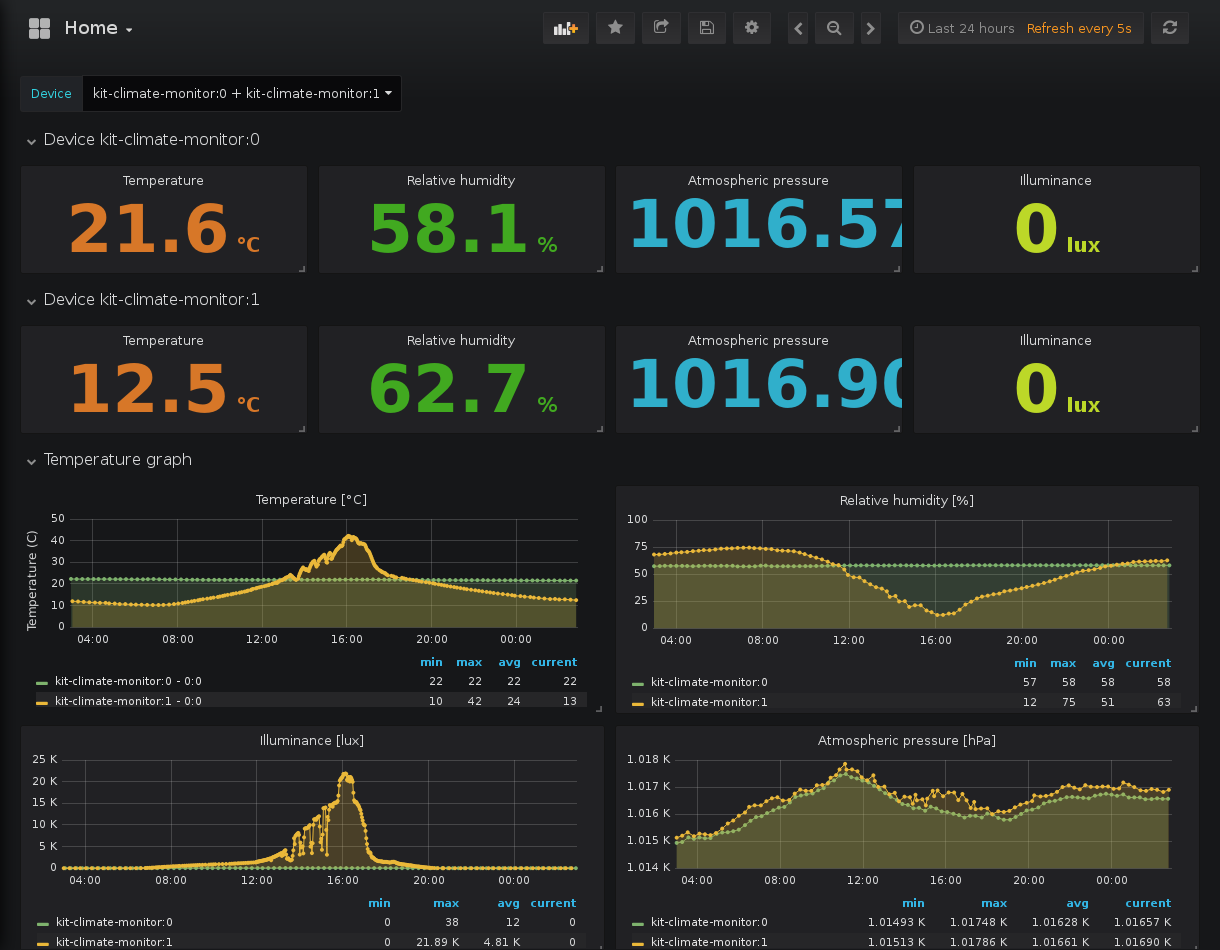 Home
Last 24 hours Refresh every 5s
Device kit-climate-monitor:0 + kit-climate-monitor:1
Device kit-climate-monitor:0
Temperature
21.6 °C
Relative humidity
58.1 %
Atmospheric pressure
1016.57
Illuminance
0 lux
Device kit-climate-monitor:1
Temperature
12.5 °C
Relative humidity
62.7 %
Atmospheric pressure
1016.90
Illuminance
0 lux
Temperature graph
Temperature [°C]
Temperature (C)
50
40
30
20
10
0
04:00 08:00 12:00 16:00 20:00 00:00
min max avg current
kit-climate-monitor:0 - 0:0 22 22 22 22
kit-climate-monitor:1 - 0:0 10 42 24 13
Relative humidity [%]
100
75
50
25
0
04:00 08:00 12:00 16:00 20:00 00:00
min max avg current
kit-climate-monitor:0 57 58 58 58
kit-climate-monitor:1 12 75 51 63
Illuminance [lux]
25 K
20 K
15 K
10 K
5 K
0
04:00 08:00 12:00 16:00 20:00 00:00
min max avg current
kit-climate-monitor:0 0 38 12 0
kit-climate-monitor:1 0 21.89 K 4.81 K 0
Atmospheric pressure [hPa]
1.018 K
1.017 K
1.016 K
1.015 K
1.014 K
04:00 08:00 12:00 16:00 20:00 00:00
min max avg current
kit-climate-monitor:0 1.01493 K 1.01748 K 1.01628 K 1.01657 K
kit-climate-monitor:1 1.01513 K 1.01786 K 1.01661 K 1.01690 K